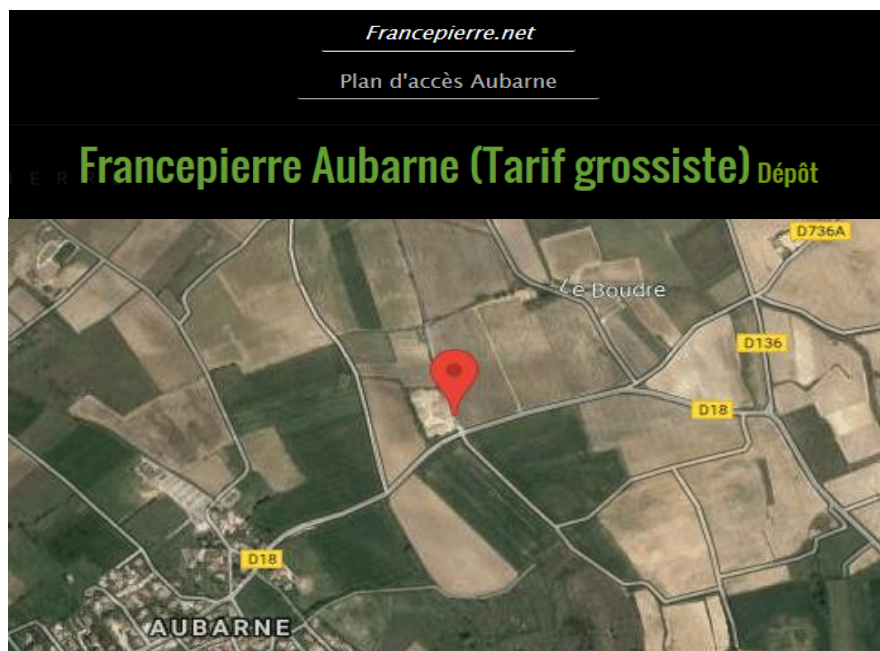 Francepierre.net
Plan d'accès Aubarne
Francepierre Aubarne (Tarif grossiste) Dépôt
D736A
Le Boudre
D136
D18
D18
AUBARNE